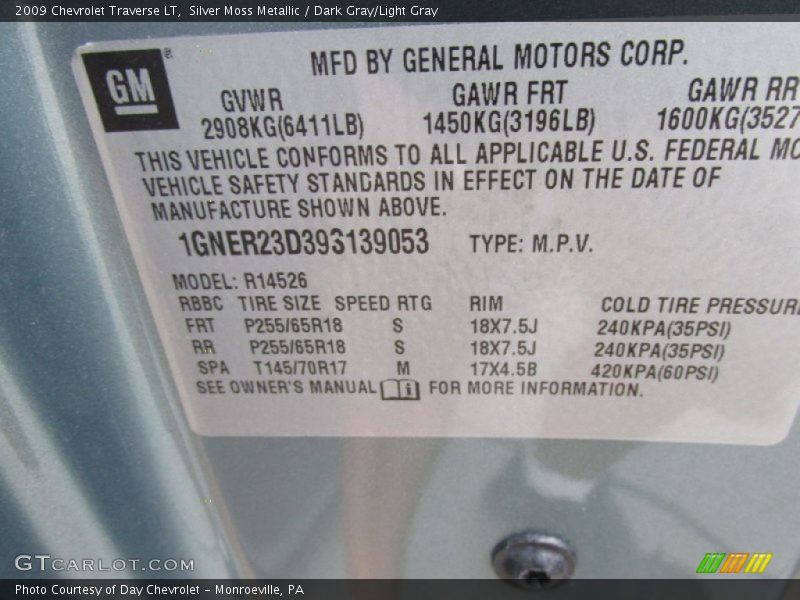 2009 Chevrolet Traverse LT, Silver Moss Metallic / Dark Gray/Light Gray
GM ®
MFD BY GENERAL MOTORS CORP.
GVWR GAWR FRT GAWR RR
2908KG(6411LB) 1450KG(3196LB) 1600KG(3527
THIS VEHICLE CONFORMS TO ALL APPLICABLE U.S. FEDERAL MO
VEHICLE SAFETY STANDARDS IN EFFECT ON THE DATE OF
MANUFACTURE SHOWN ABOVE.
1GNER23D393139053 TYPE: M.P.V.
MODEL: R14526
RBBC TIRE SIZE SPEED RTG RIM COLD TIRE PRESSURE
FRT P255/65R18 S 18X7.5J 240KPA(35PSI)
RR P255/65R18 S 18X7.5J 240KPA(35PSI)
SPA T145/70R17 M 17X4.5B 420KPA(60PSI)
SEE OWNER'S MANUAL FOR MORE INFORMATION.
GTCARLOT.COM
Photo Courtesy of Day Chevrolet - Monroeville, PA